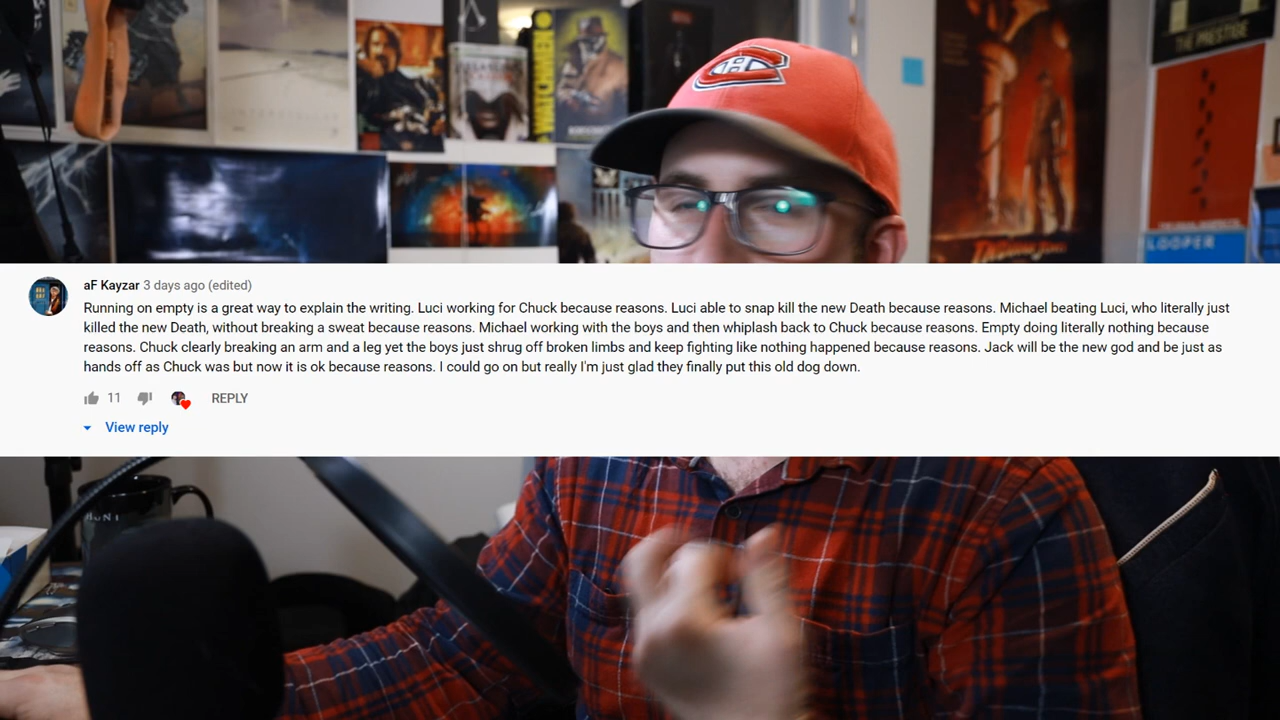 THE PRESTIGE
LOOPER
aF Kayzar 3 days ago (edited)
Running on empty is a great way to explain the writing. Luci working for Chuck because reasons. Luci able to snap kill the new Death because reasons. Michael beating Luci, who literally just
killed the new Death, without breaking a sweat because reasons. Michael working with the boys and then whiplash back to Chuck because reasons. Empty doing literally nothing because
reasons. Chuck clearly breaking an arm and a leg yet the boys just shrug off broken limbs and keep fighting like nothing happened because reasons. Jack will be the new god and be just as
hands off as Chuck was but now it is ok because reasons. I could go on but really I'm just glad they finally put this old dog down.
11 REPLY
View reply